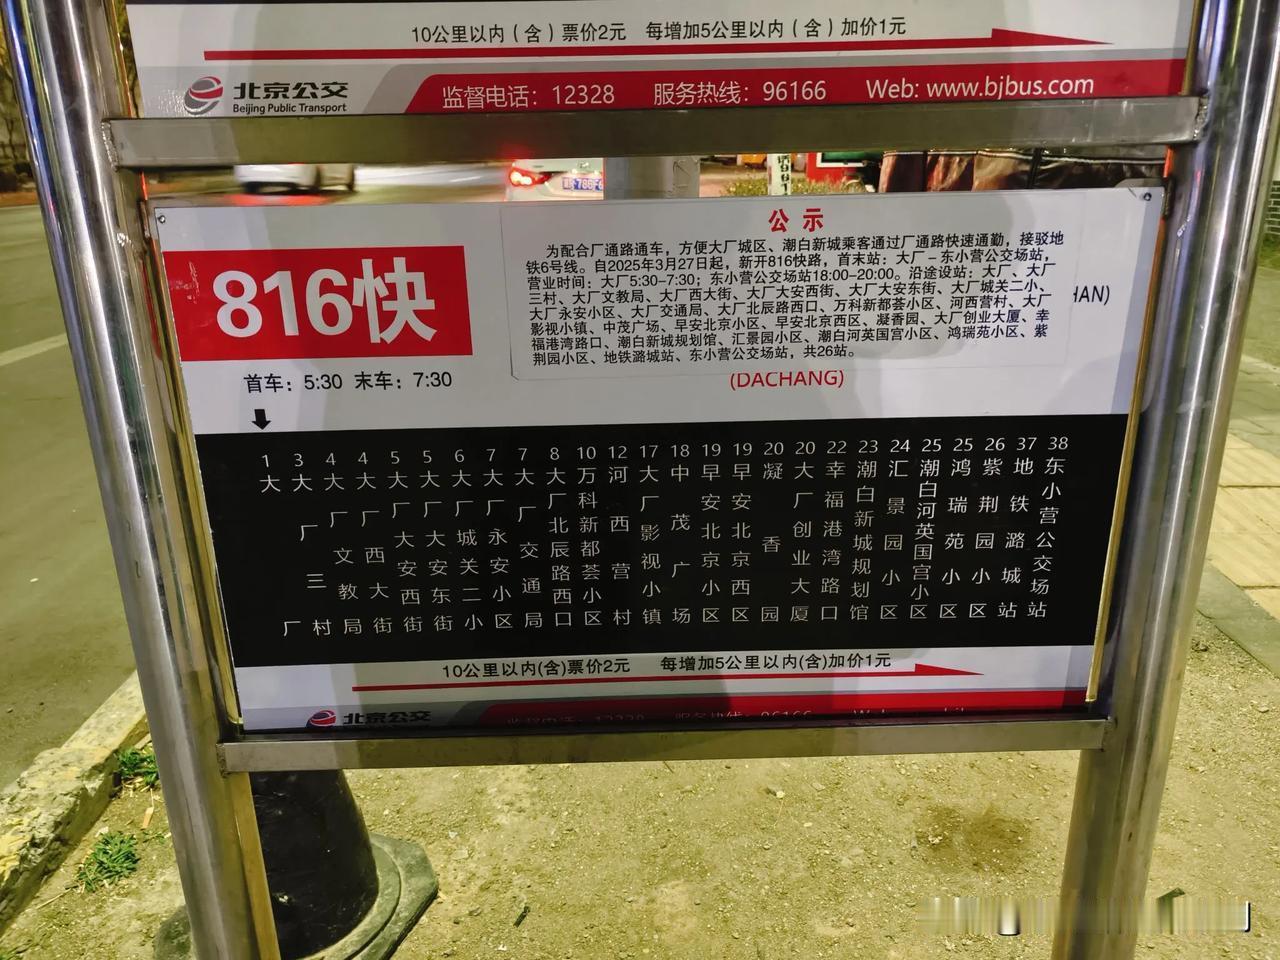 10公里以内（含）票价2元 每增加5公里以内（含）加价1元
北京公交
Beijing Public Transport
监督电话：12328 服务热线：96166 Web: www.bjbus.com
816快
首车：5:30 末车：7:30
公示
为配合厂通路通车，方便大厂城区、潮白新城乘客通过厂通路快速通勤，接驳地
铁6号线。自2025年3月27日起，新开816快路，首末站：大厂–东小营公交场站，
营业时间：大厂5:30-7:30；东小营公交场站18:00-20:00。沿途设站：大厂、大厂
三村、大厂文教局、大厂西大街、大厂大安西街、大厂大安东街、大厂城关二小、
大厂永安小区、大厂交通局、大厂北辰路西口、万科新都荟小区、河西营村、大厂
影视小镇、中茂广场、早安北京小区、早安北京西区、凝香园、大厂创业大厦、幸
福港湾路口、潮白新城规划馆、汇景园小区、潮白河英国宫小区、鸿瑞苑小区、紫
荆园小区、地铁潞城站、东小营公交场站，共26站。
HAN)
(DACHANG)
1 大厂
3 大厂三村
4 大厂文教局
4 大厂西大街
5 大厂大安西街
5 大厂大安东街
6 大厂城关二小
7 大厂永安小区
7 大厂交通局
8 大厂北辰路西口
10 万科新都荟小区
12 河西营村
17 大厂影视小镇
18 中茂广场
19 早安北京小区
19 早安北京西区
20 凝香园
20 大厂创业大厦
22 幸福港湾路口
23 潮白新城规划馆
24 汇景园小区
25 潮白河英国宫小区
25 鸿瑞苑小区
26 紫荆园小区
37 地铁潞城站
38 东小营公交场站
10公里以内(含)票价2元 每增加5公里以内(含)加价1元
北京公交
监督电话：12328 服务热线：96166